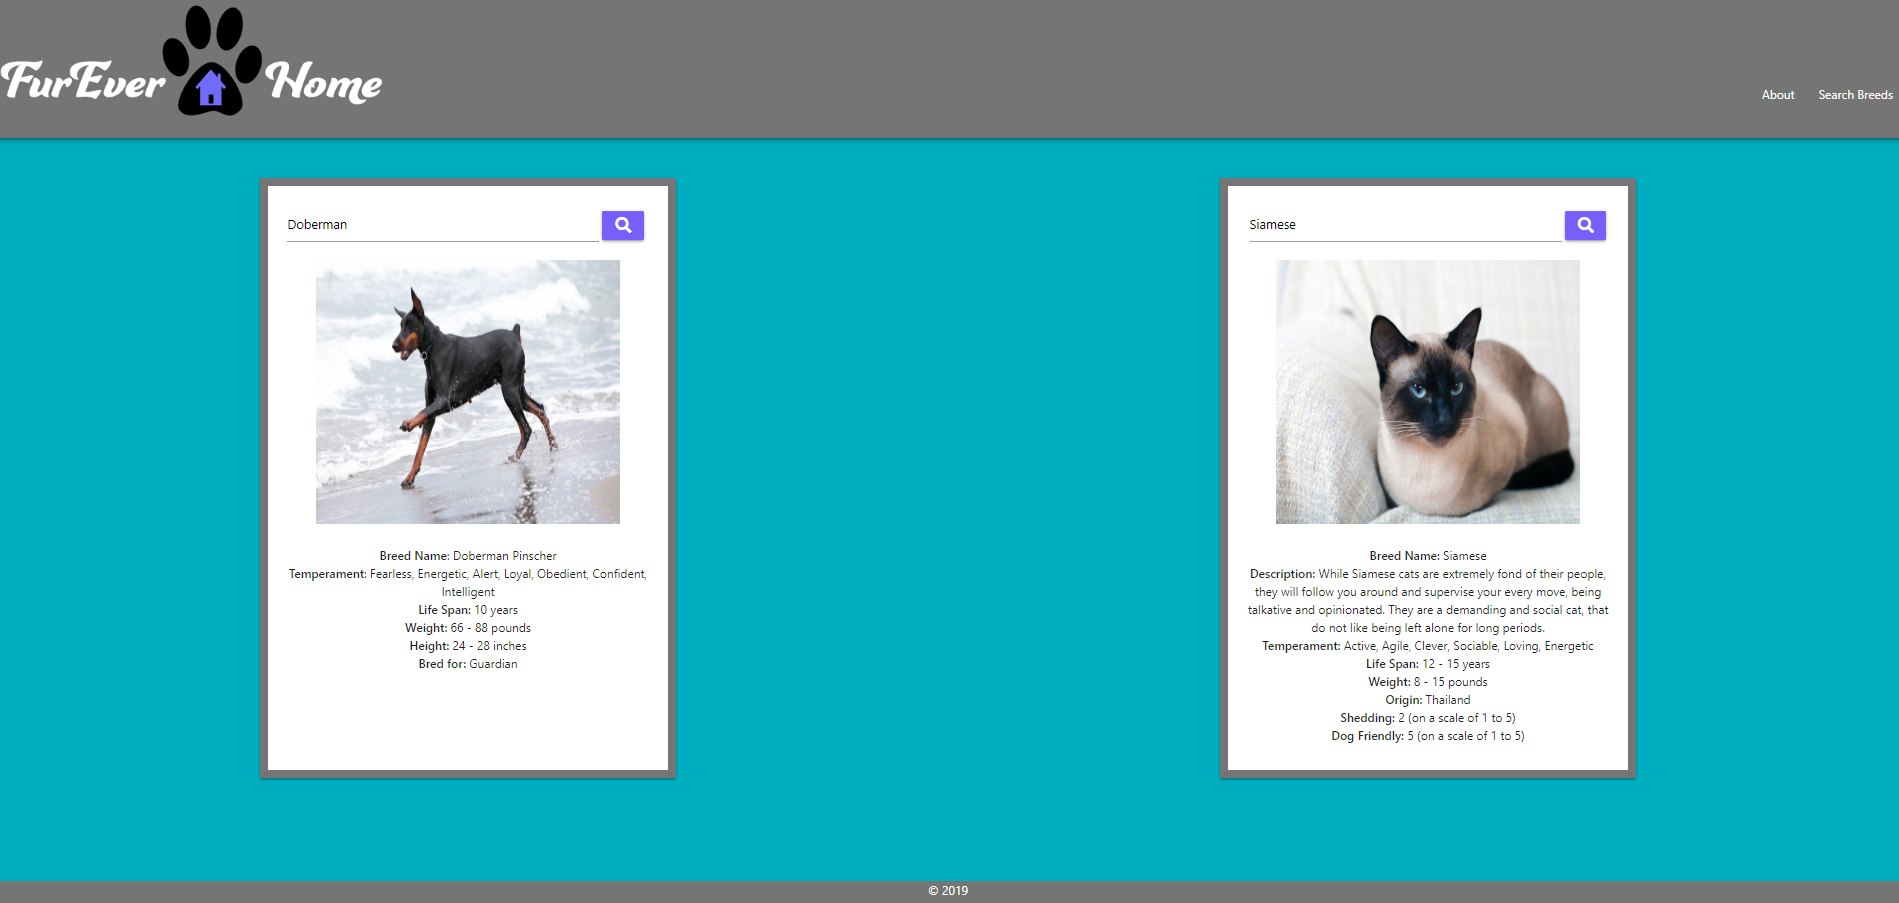 FurEver Home
About Search Breeds
Doberman
Breed Name: Doberman Pinscher
Temperament: Fearless, Energetic, Alert, Loyal, Obedient, Confident,
Intelligent
Life Span: 10 years
Weight: 66 - 88 pounds
Height: 24 - 28 inches
Bred for: Guardian
Siamese
Breed Name: Siamese
Description: While Siamese cats are extremely fond of their people,
they will follow you around and supervise your every move, being
talkative and opinionated. They are a demanding and social cat, that
do not like being left alone for long periods.
Temperament: Active, Agile, Clever, Sociable, Loving, Energetic
Life Span: 12 - 15 years
Weight: 8 - 15 pounds
Origin: Thailand
Shedding: 2 (on a scale of 1 to 5)
Dog Friendly: 5 (on a scale of 1 to 5)
© 2019